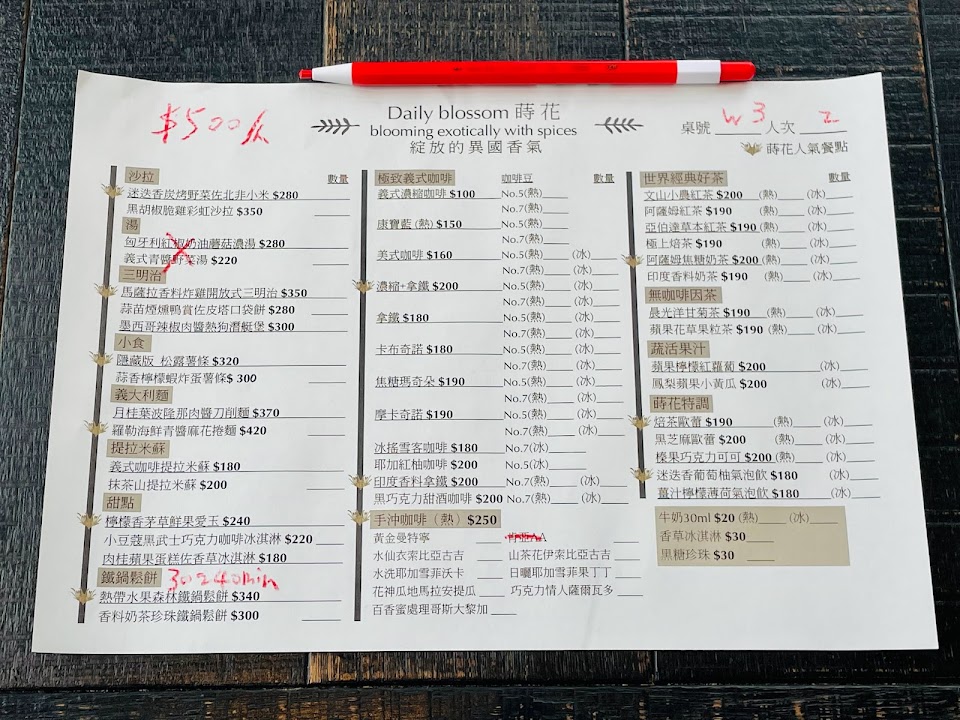 $500/人
Daily blossom 蒔花
blooming exotically with spices
綻放的異國香氣
桌號 W3 人次 2
蒔花人氣餐點
沙拉 數量
迷迭香炭烤野菜佐北非小米 $280
黑胡椒脆雞彩虹沙拉 $350
湯
匈牙利紅椒奶油蘑菇濃湯 $280
義式青醬野菜湯 $220
三明治
馬薩拉香料炸雞開放式三明治 $350
蒜苗煙燻鴨賞佐皮塔口袋餅 $280
墨西哥辣椒肉醬熱狗潛艇堡 $300
小食
隱藏版 松露薯條 $320
蒜香檸檬蝦炸蛋薯條$ 300
義大利麵
月桂葉波隆那肉醬刀削麵 $370
羅勒海鮮青醬麻花捲麵 $420
提拉米蘇
義式咖啡提拉米蘇 $180
抹茶山提拉米蘇 $200
甜點
檸檬香茅草鮮果愛玉 $240
小豆蔻黑武士巧克力咖啡冰淇淋 $220
肉桂蘋果蛋糕佐香草冰淇淋 $180
鐵鍋鬆餅 30~40min
熱帶水果森林鐵鍋鬆餅 $340
香料奶茶珍珠鐵鍋鬆餅 $300
極致義式咖啡 咖啡豆 數量
義式濃縮咖啡 $100 No.5(熱)
No.7(熱)
康寶藍 (熱) $150 No.5(熱)
No.7(熱)
美式咖啡 $160 No.5(熱) (冰)
No.7(熱) (冰)
濃縮+拿鐵 $200 No.5(熱) (冰)
No.7(熱) (冰)
拿鐵 $180 No.5(熱) (冰)
No.7(熱) (冰)
卡布奇諾 $180 No.5(熱) (冰)
No.7(熱) (冰)
焦糖瑪奇朵 $190 No.5(熱) (冰)
No.7(熱) (冰)
摩卡奇諾 $190 No.5(熱) (冰)
No.7(熱) (冰)
冰搖雪客咖啡 $180 No.7(冰)
耶加紅柚咖啡 $200 No.5(冰)
印度香料拿鐵 $200 No.7(熱) (冰)
黑巧克力甜酒咖啡 $200 No.7(熱) (冰)
手沖咖啡（熱）$250
黃金曼特寧
水仙衣索比亞古吉 山茶花伊索比亞古吉
水洗耶加雪菲沃卡 日曬耶加雪菲果丁丁
花神瓜地馬拉安提瓜 巧克力情人薩爾瓦多
百香蜜處理哥斯大黎加
世界經典好茶 數量
文山小農紅茶 $200 (熱) (冰)
阿薩姆紅茶 $190 (熱) (冰)
亞伯達草本紅茶 $190 (熱) (冰)
極上焙茶 $190 (熱) (冰)
阿薩姆焦糖奶茶 $200 (熱) (冰)
印度香料奶茶 $190 (熱) (冰)
無咖啡因茶
晨光洋甘菊茶 $190 (熱) (冰)
蘋果花草果粒茶 $190 (熱) (冰)
蔬活果汁
蘋果檸檬紅蘿蔔 $200
鳳梨蘋果小黃瓜 $200
蒔花特調
焙茶歐蕾 $190 (熱) (冰)
黑芝麻歐蕾 $200 (熱) (冰)
榛果巧克力可可 $200 (熱) (冰)
迷迭香葡萄柚氣泡飲 $180 (冰)
薑汁檸檬薄荷氣泡飲 $180 (冰)
牛奶30ml $20 (熱) (冰)
香草冰淇淋 $30
黑糖珍珠 $30